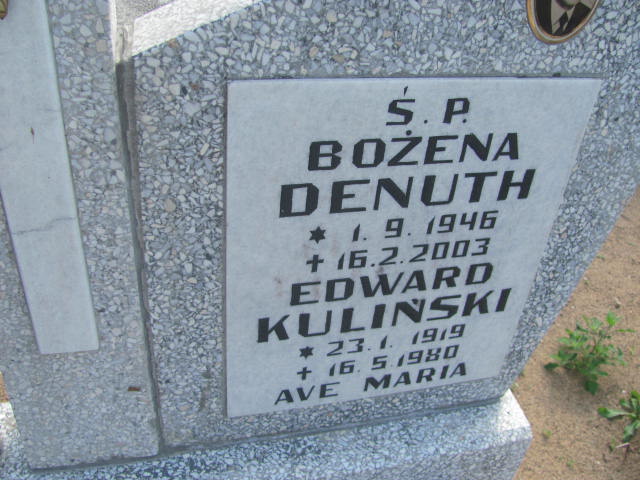 Ś. P.
BOŻENA
DENUTH
* 1. 9. 1946
+ 16. 2. 2003
EDWARD
KULIŃSKI
* 23. 1. 1919
+ 16. 5. 1980
AVE MARIA